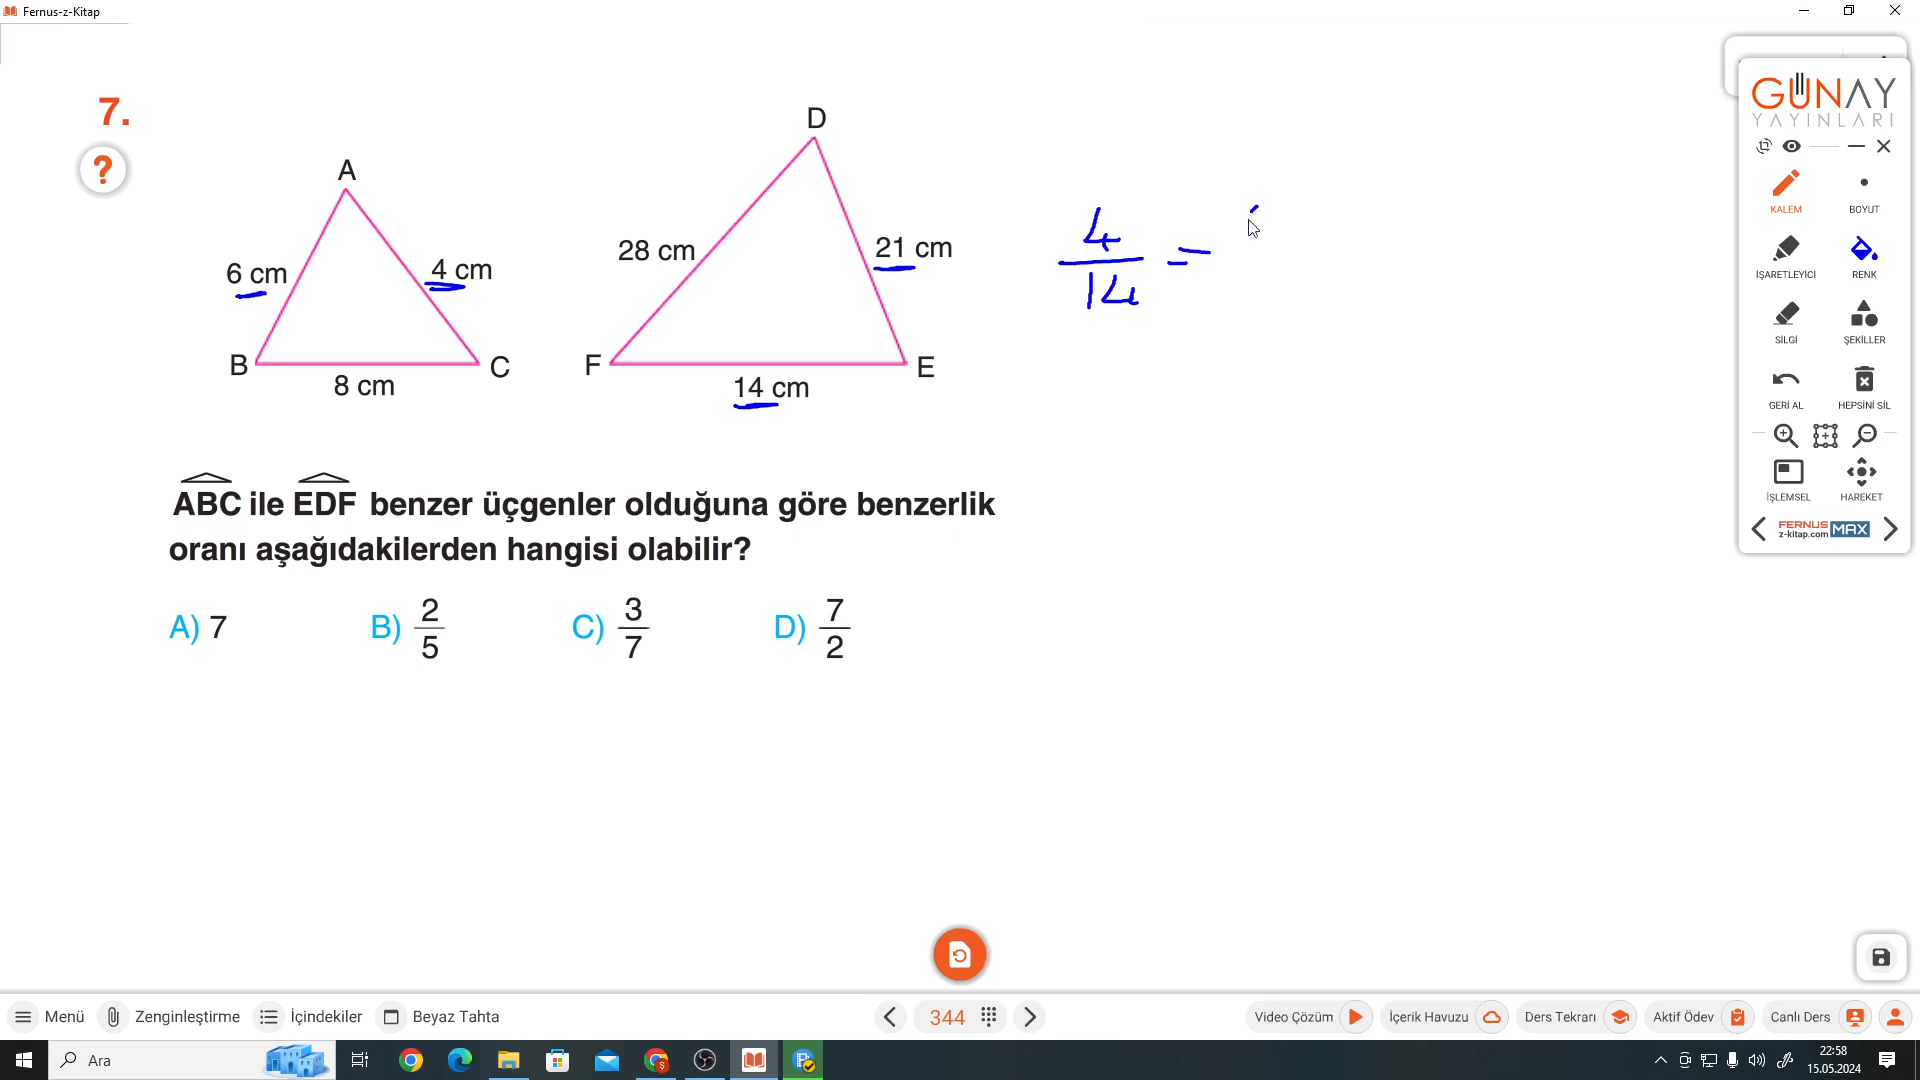 Fernus-z-Kitap
7.
?
A
6 cm
4 cm
B
C
8 cm
D
28 cm
21 cm
F
E
14 cm
4
14
=
ABC ile EDF benzer üçgenler olduğuna göre benzerlik
oranı aşağıdakilerden hangisi olabilir?
A) 7
B) 2/5
C) 3/7
D) 7/2
GÜNAY
YAYINLARI
KALEM
BOYUT
İŞARETLEYİCİ
RENK
SİLGİ
ŞEKİLLER
GERİ AL
HEPSİNİ SİL
İŞLEMSEL
HAREKET
FERNUS MAX
z-kitap.com
Menü
Zenginleştirme
İçindekiler
Beyaz Tahta
344
Video Çözüm
İçerik Havuzu
Ders Tekrarı
Aktif Ödev
Canlı Ders
Ara
22:58
15.05.2024